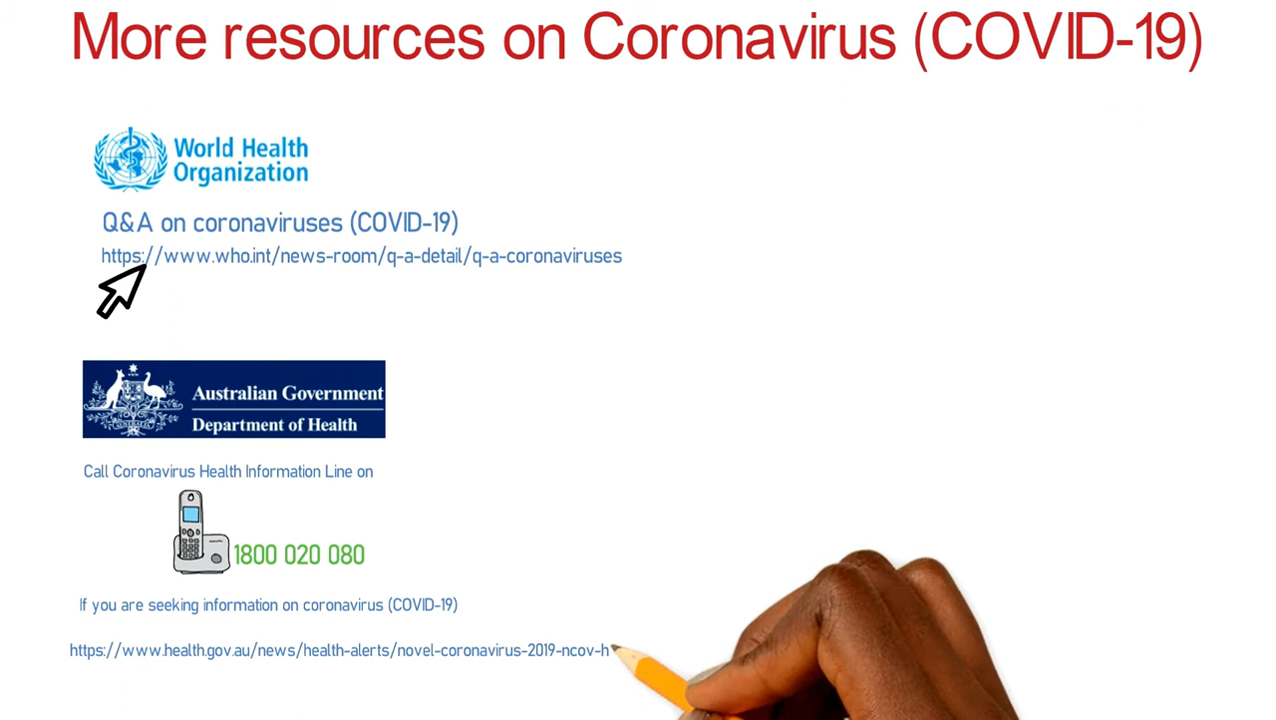 More resources on Coronavirus (COVID-19)
World Health
Organization
Q&A on coronaviruses (COVID-19)
https://www.who.int/news-room/q-a-detail/q-a-coronaviruses
Australian Government
Department of Health
Call Coronavirus Health Information Line on
1800 020 080
If you are seeking information on coronavirus (COVID-19)
https://www.health.gov.au/news/health-alerts/novel-coronavirus-2019-ncov-h